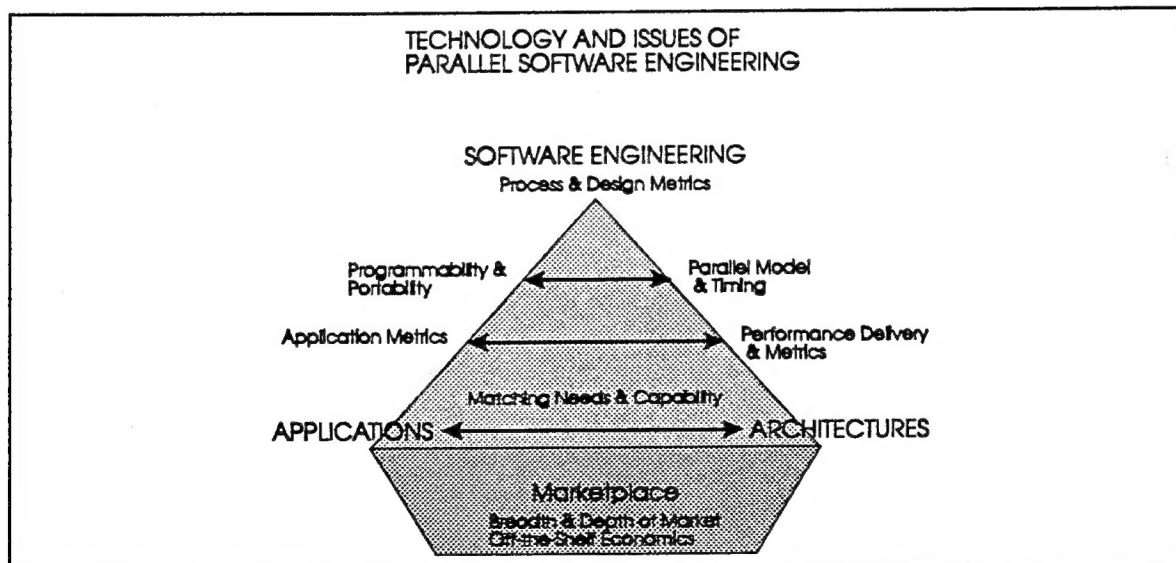 TECHNOLOGY AND ISSUES OF
PARALLEL SOFTWARE ENGINEERING
SOFTWARE ENGINEERING
Process & Design Metrics
Programmability &
Portability
Parallel Model
& Timing
Application Metrics
Performance Delivery
& Metrics
Matching Needs & Capability
APPLICATIONS
ARCHITECTURES
Marketplace
Breadth & Depth of Market
Off-the-Shelf Economics